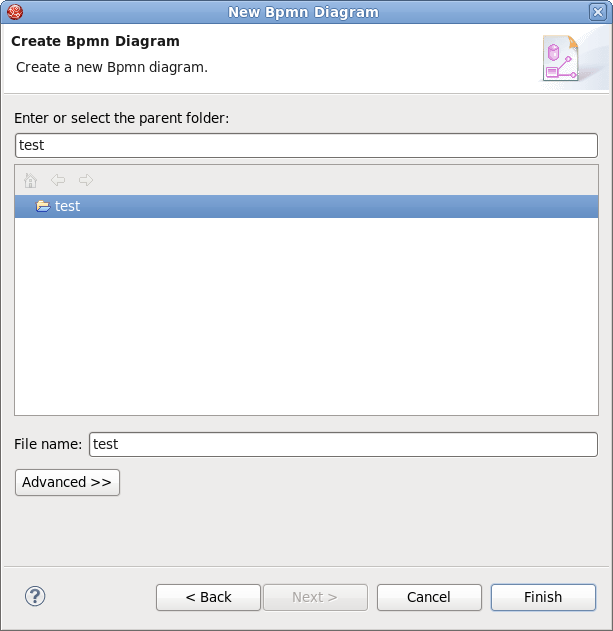 New Bpmn Diagram
Create Bpmn Diagram
Create a new Bpmn diagram.
Enter or select the parent folder:
test
test
File name: test
Advanced >>
? < Back Next > Cancel Finish